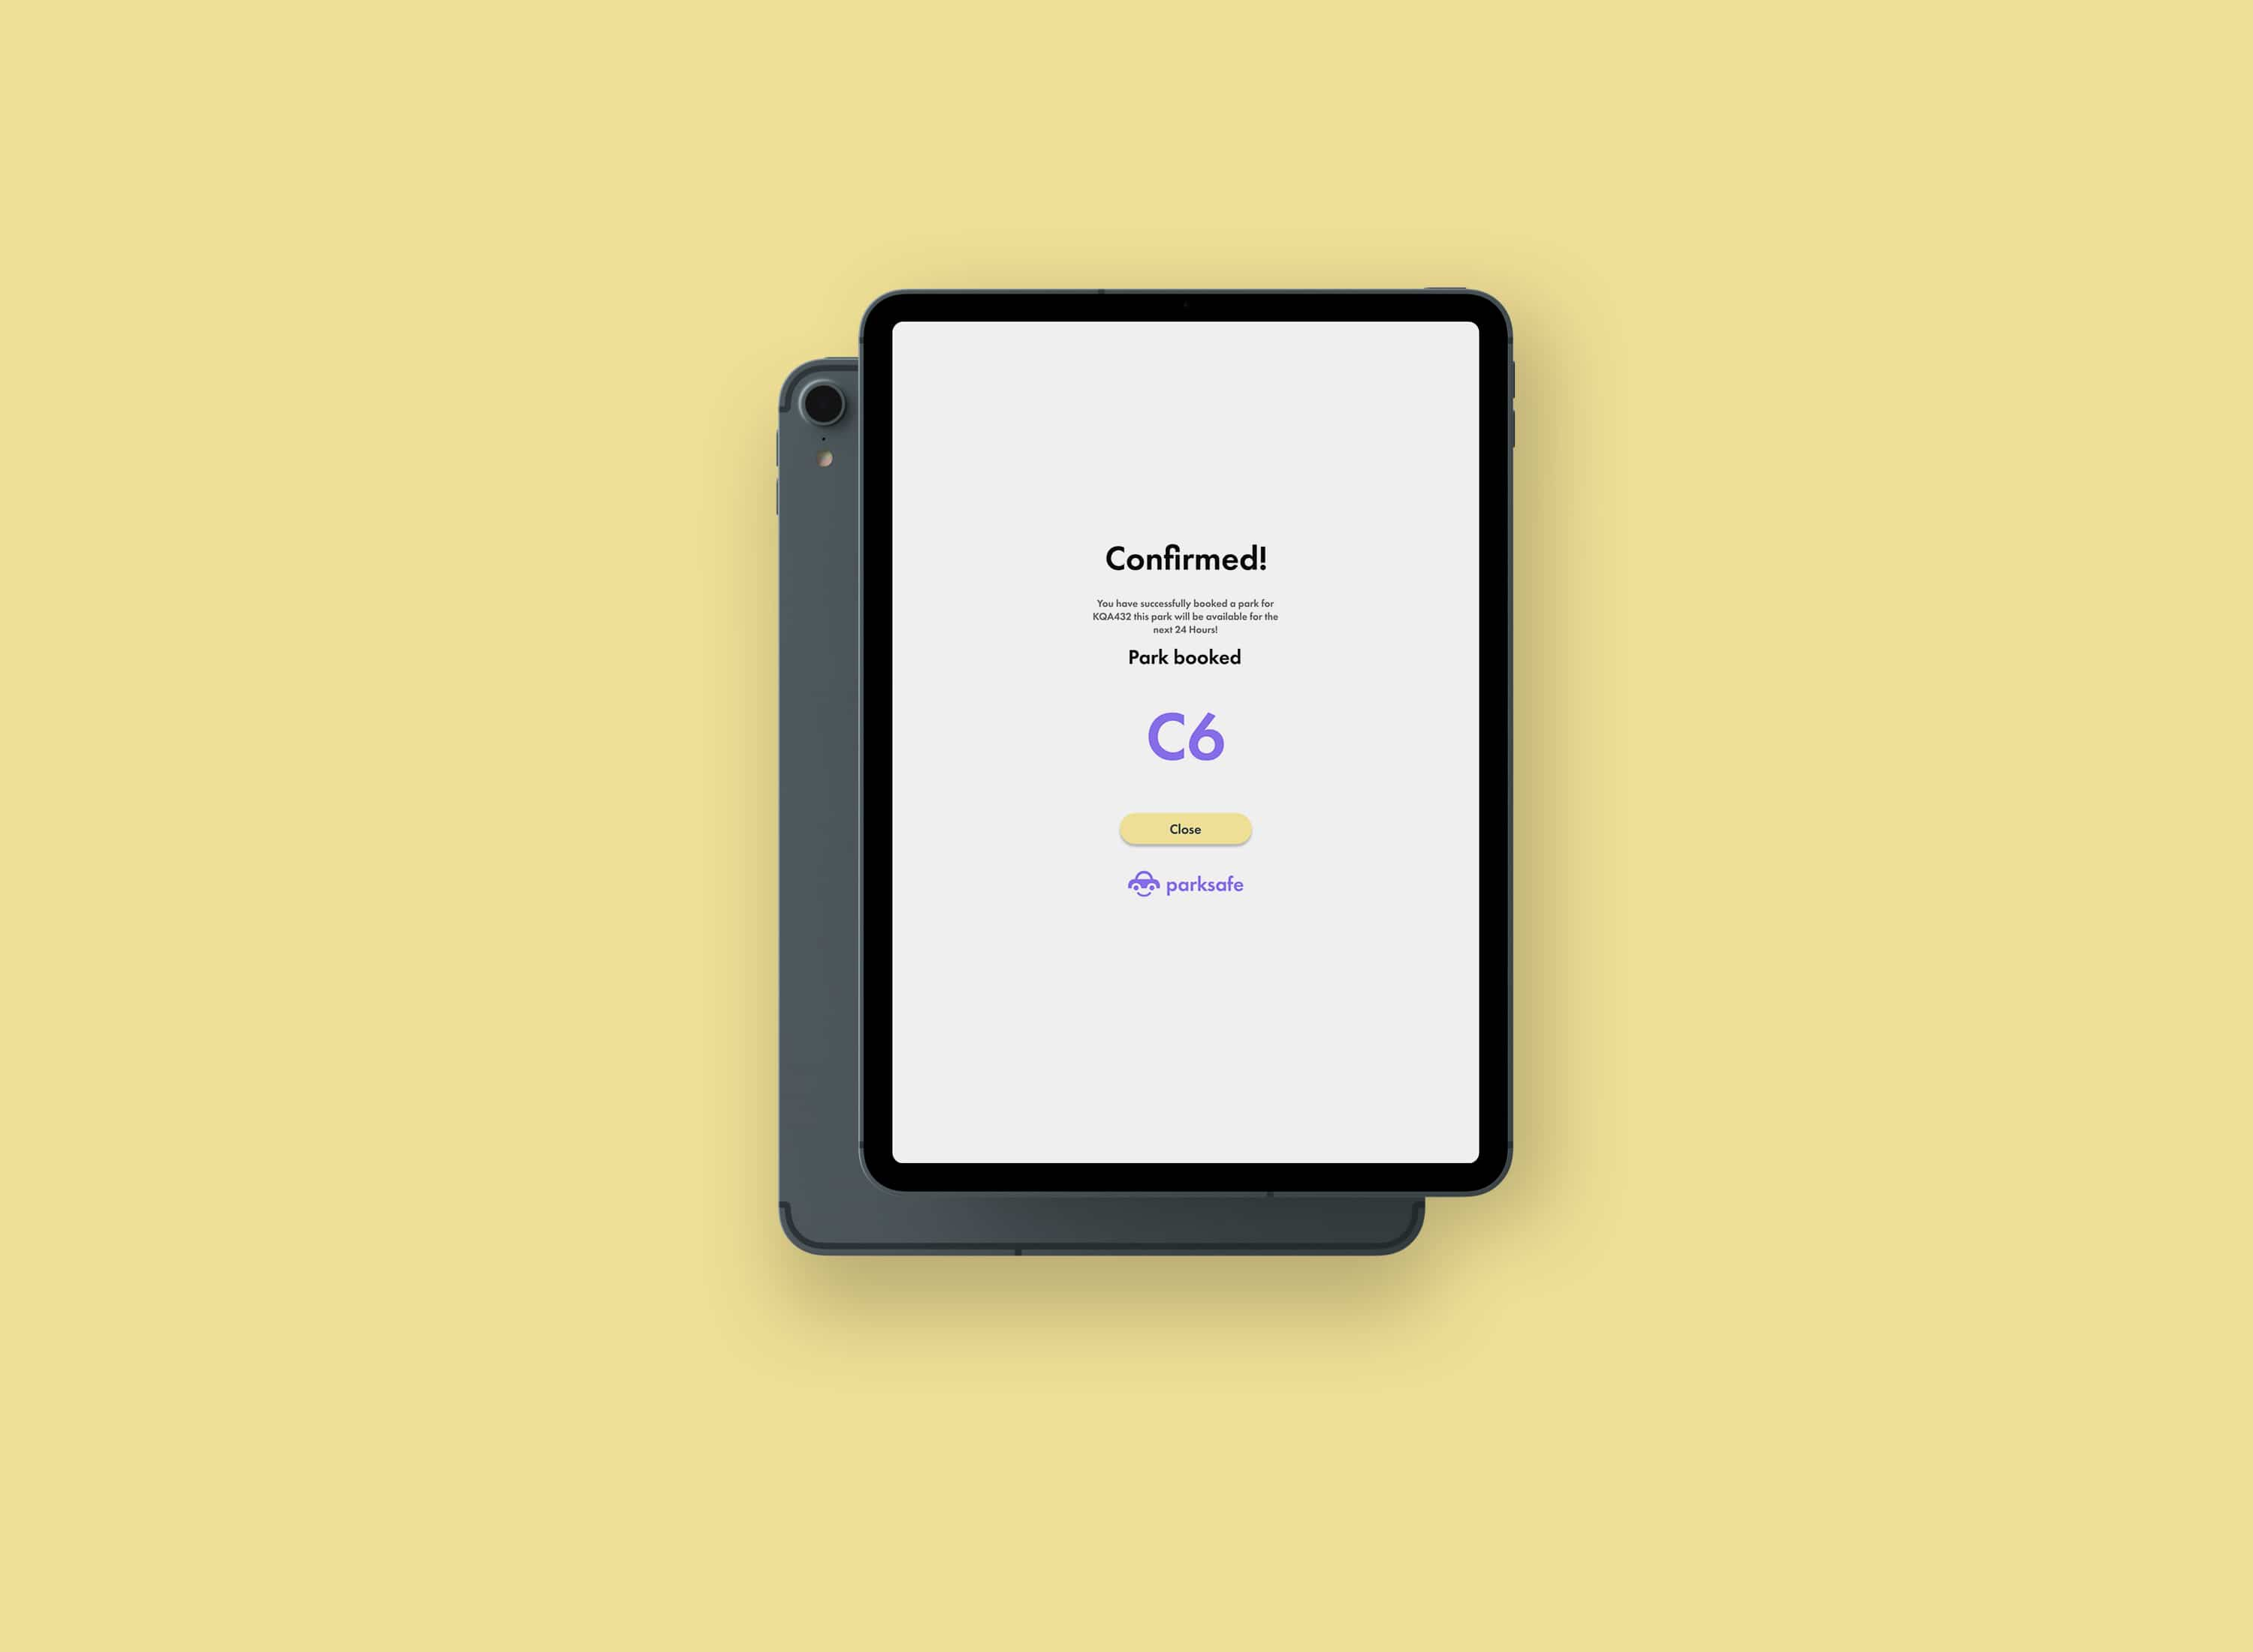 Confirmed!
You have successfully booked a park for
KQA432 this park will be available for the
next 24 Hours!
Park booked
C6
Close
parksafe